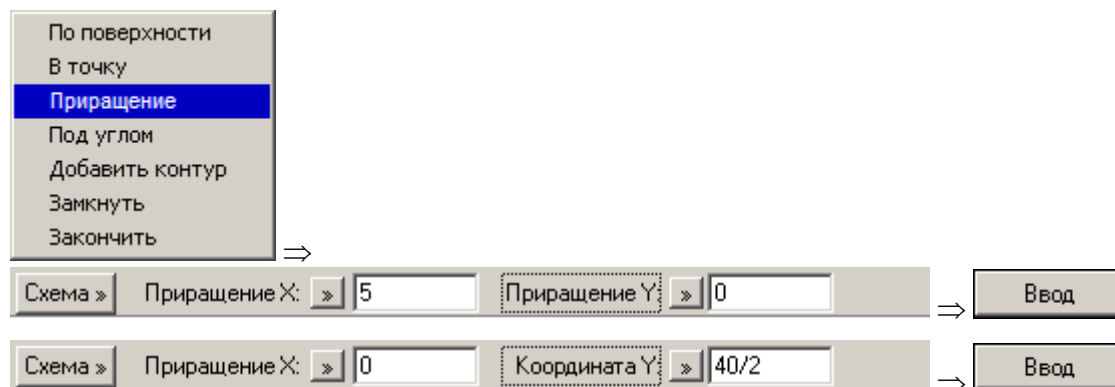 По поверхности
В точку
Приращение
Под углом
Добавить контур
Замкнуть
Закончить
⇒
Схема » Приращение X: » 5 Приращение Y: » 0 ⇒ Ввод
Схема » Приращение X: » 0 Координата Y: » 40/2 ⇒ Ввод